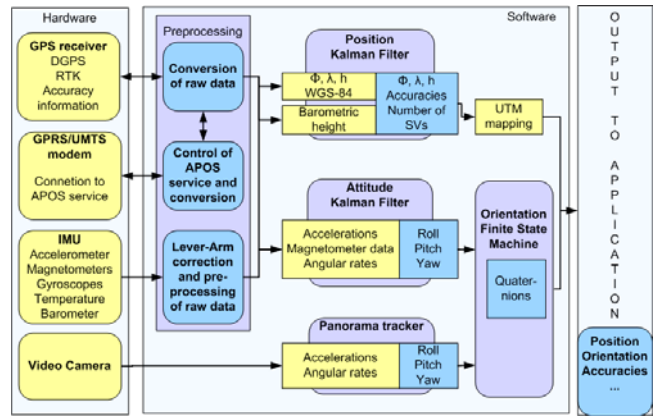 Hardware
GPS receiver
DGPS
RTK
Accuracy
information
GPRS/UMTS
modem
Connetion to
APOS service
IMU
Accelerometer
Magnetometers
Gyroscopes
Temperature
Barometer
Video Camera
Software
Preprocessing
Conversion
of raw data
Control of
APOS
service and
conversion
Lever-Arm
correction
and pre-
processing
of raw data
Position
Kalman Filter
Φ, λ, h
WGS-84
Barometric
height
Φ, λ, h
Accuracies
Number of
SVs
UTM
mapping
Attitude
Kalman Filter
Accelerations
Magnetometer data
Angular rates
Roll
Pitch
Yaw
Orientation
Finite State
Machine
Quater-
nions
Panorama tracker
Accelerations
Angular rates
Roll
Pitch
Yaw
OUTPUT TO APPLICATION
Position
Orientation
Accuracies
...